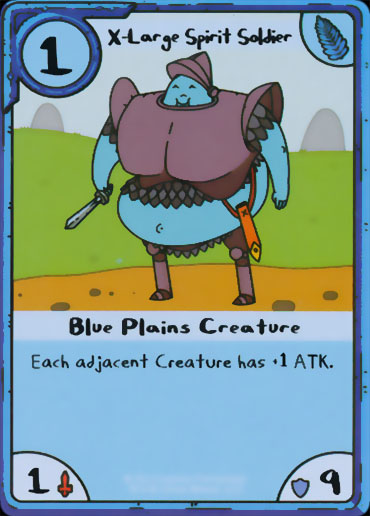 1
X-Large Spirit Soldier
Blue Plains Creature
Each adjacent Creature has +1 ATK.
1
9